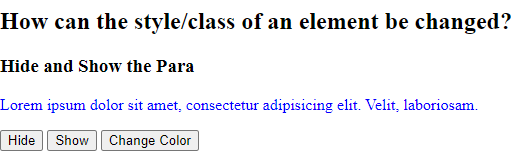 How can the style/class of an element be changed?
Hide and Show the Para
Lorem ipsum dolor sit amet, consectetur adipisicing elit. Velit, laboriosam.
Hide Show Change Color